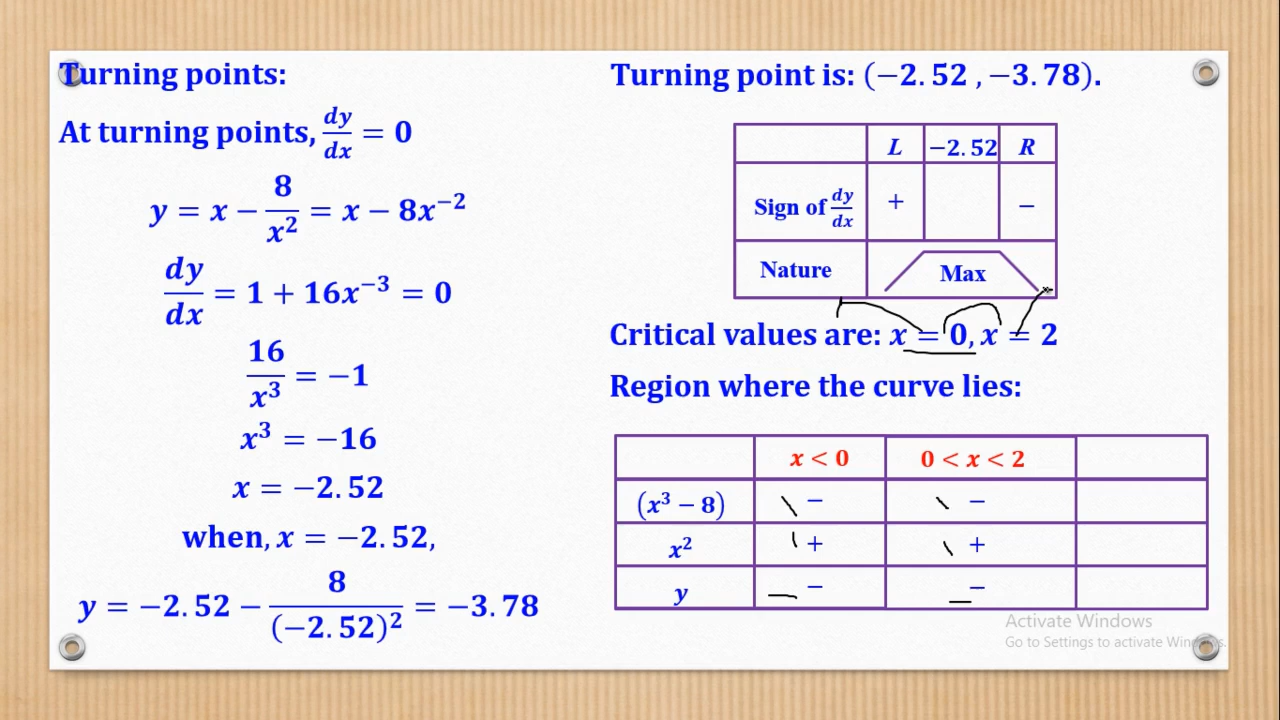 Turning points:
At turning points, dy/dx = 0
y = x − 8/x² = x − 8x⁻²
dy/dx = 1 + 16x⁻³ = 0
16/x³ = −1
x³ = −16
x = −2.52
when, x = −2.52,
y = −2.52 − 8/(−2.52)² = −3.78
Turning point is: (−2.52 , −3.78).
L −2.52 R
Sign of dy/dx + −
Nature Max
Critical values are: x = 0, x = 2
Region where the curve lies:
x < 0 0 < x < 2
(x³ − 8) − −
x² + +
y − −
Activate Windows
Go to Settings to activate Windows.